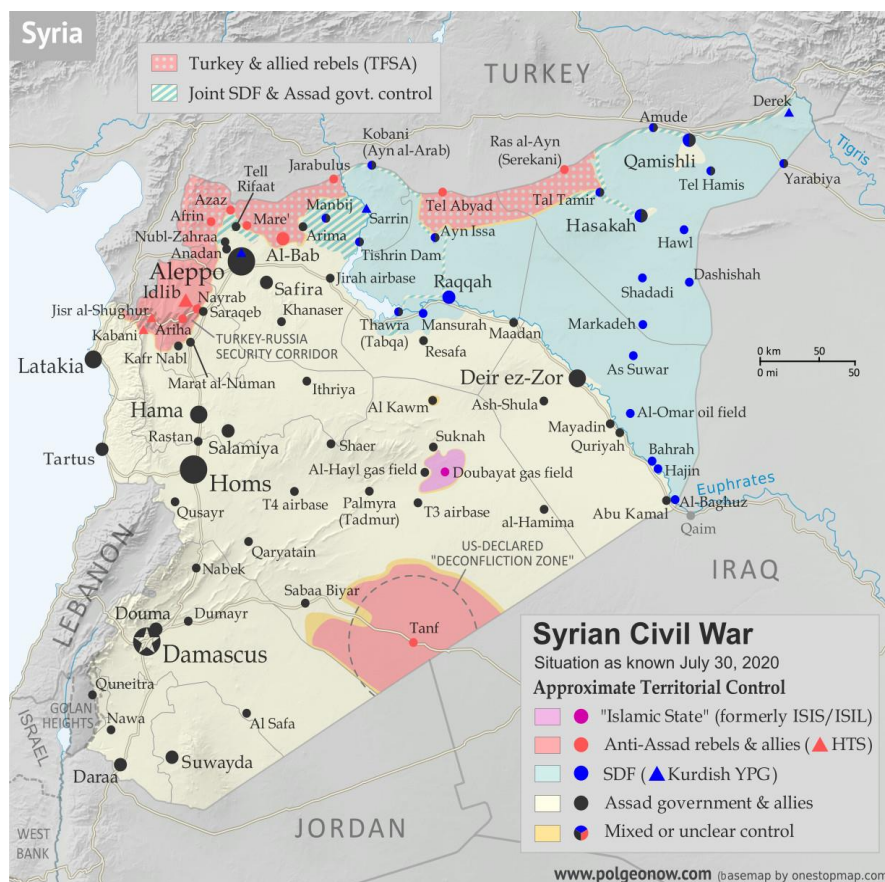 Syria
Turkey & allied rebels (TFSA)
Joint SDF & Assad govt. control
TURKEY
Derek
Amude
Kobani
(Ayn al-Arab)
Ras al-Ayn
(Serekani)
Qamishli
Tigris
Jarabulus
Tell
Rifaat
Azaz
Manbij
Tel Abyad
Tal Tamir
Tel Hamis
Yarabiya
Afrin
Mare'
Sarrin
Hasakah
Nubl-Zahraa
Arima
Ayn Issa
Hawl
Anadan
Al-Bab
Tishrin Dam
Aleppo
Safira
Jirah airbase
Raqqah
Shadadi
Dashishah
Idlib
Nayrab
Jisr al-Shughur
Saraqeb
Khanaser
Thawra
(Tabqa)
Mansurah
Maadan
Markadeh
Kabani
Ariha
TURKEY-RUSSIA
SECURITY CORRIDOR
Resafa
Kafr Nabl
Latakia
Marat al-Numan
As Suwar
0 km
50
0 mi
50
Ithriya
Deir ez-Zor
Al Kawm
Ash-Shula
Hama
Al-Omar oil field
Rastan
Salamiya
Shaer
Suknah
Mayadin
Quriyah
Tartus
Homs
Al-Hayl gas field
Doubayat gas field
Bahrah
Hajin
Euphrates
T4 airbase
Palmyra
(Tadmur)
T3 airbase
al-Hamima
Abu Kamal
Al-Baghuz
Qaim
Qusayr
LEBANON
Qaryatain
US-DECLARED
"DECONFLICTION ZONE"
IRAQ
Nabek
Sabaa Biyar
Douma
Dumayr
Tanf
Damascus
Quneitra
GOLAN
HEIGHTS
Nawa
Al Safa
ISRAEL
Daraa
Suwayda
WEST
BANK
JORDAN
Syrian Civil War
Situation as known July 30, 2020
Approximate Territorial Control
"Islamic State" (formerly ISIS/ISIL)
Anti-Assad rebels & allies ( HTS)
SDF ( Kurdish YPG)
Assad government & allies
Mixed or unclear control
www.polgeonow.com (basemap by onestopmap.com